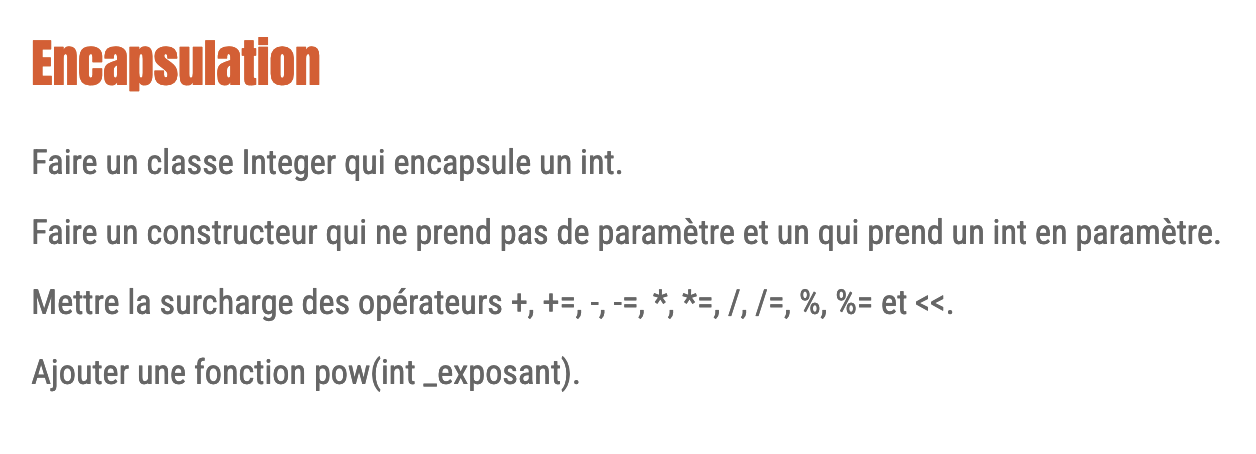 Encapsulation
Faire un classe Integer qui encapsule un int.
Faire un constructeur qui ne prend pas de paramètre et un qui prend un int en paramètre.
Mettre la surcharge des opérateurs +, +=, -, -=, *, *=, /, /=, %, %= et <<.
Ajouter une fonction pow(int _exposant).